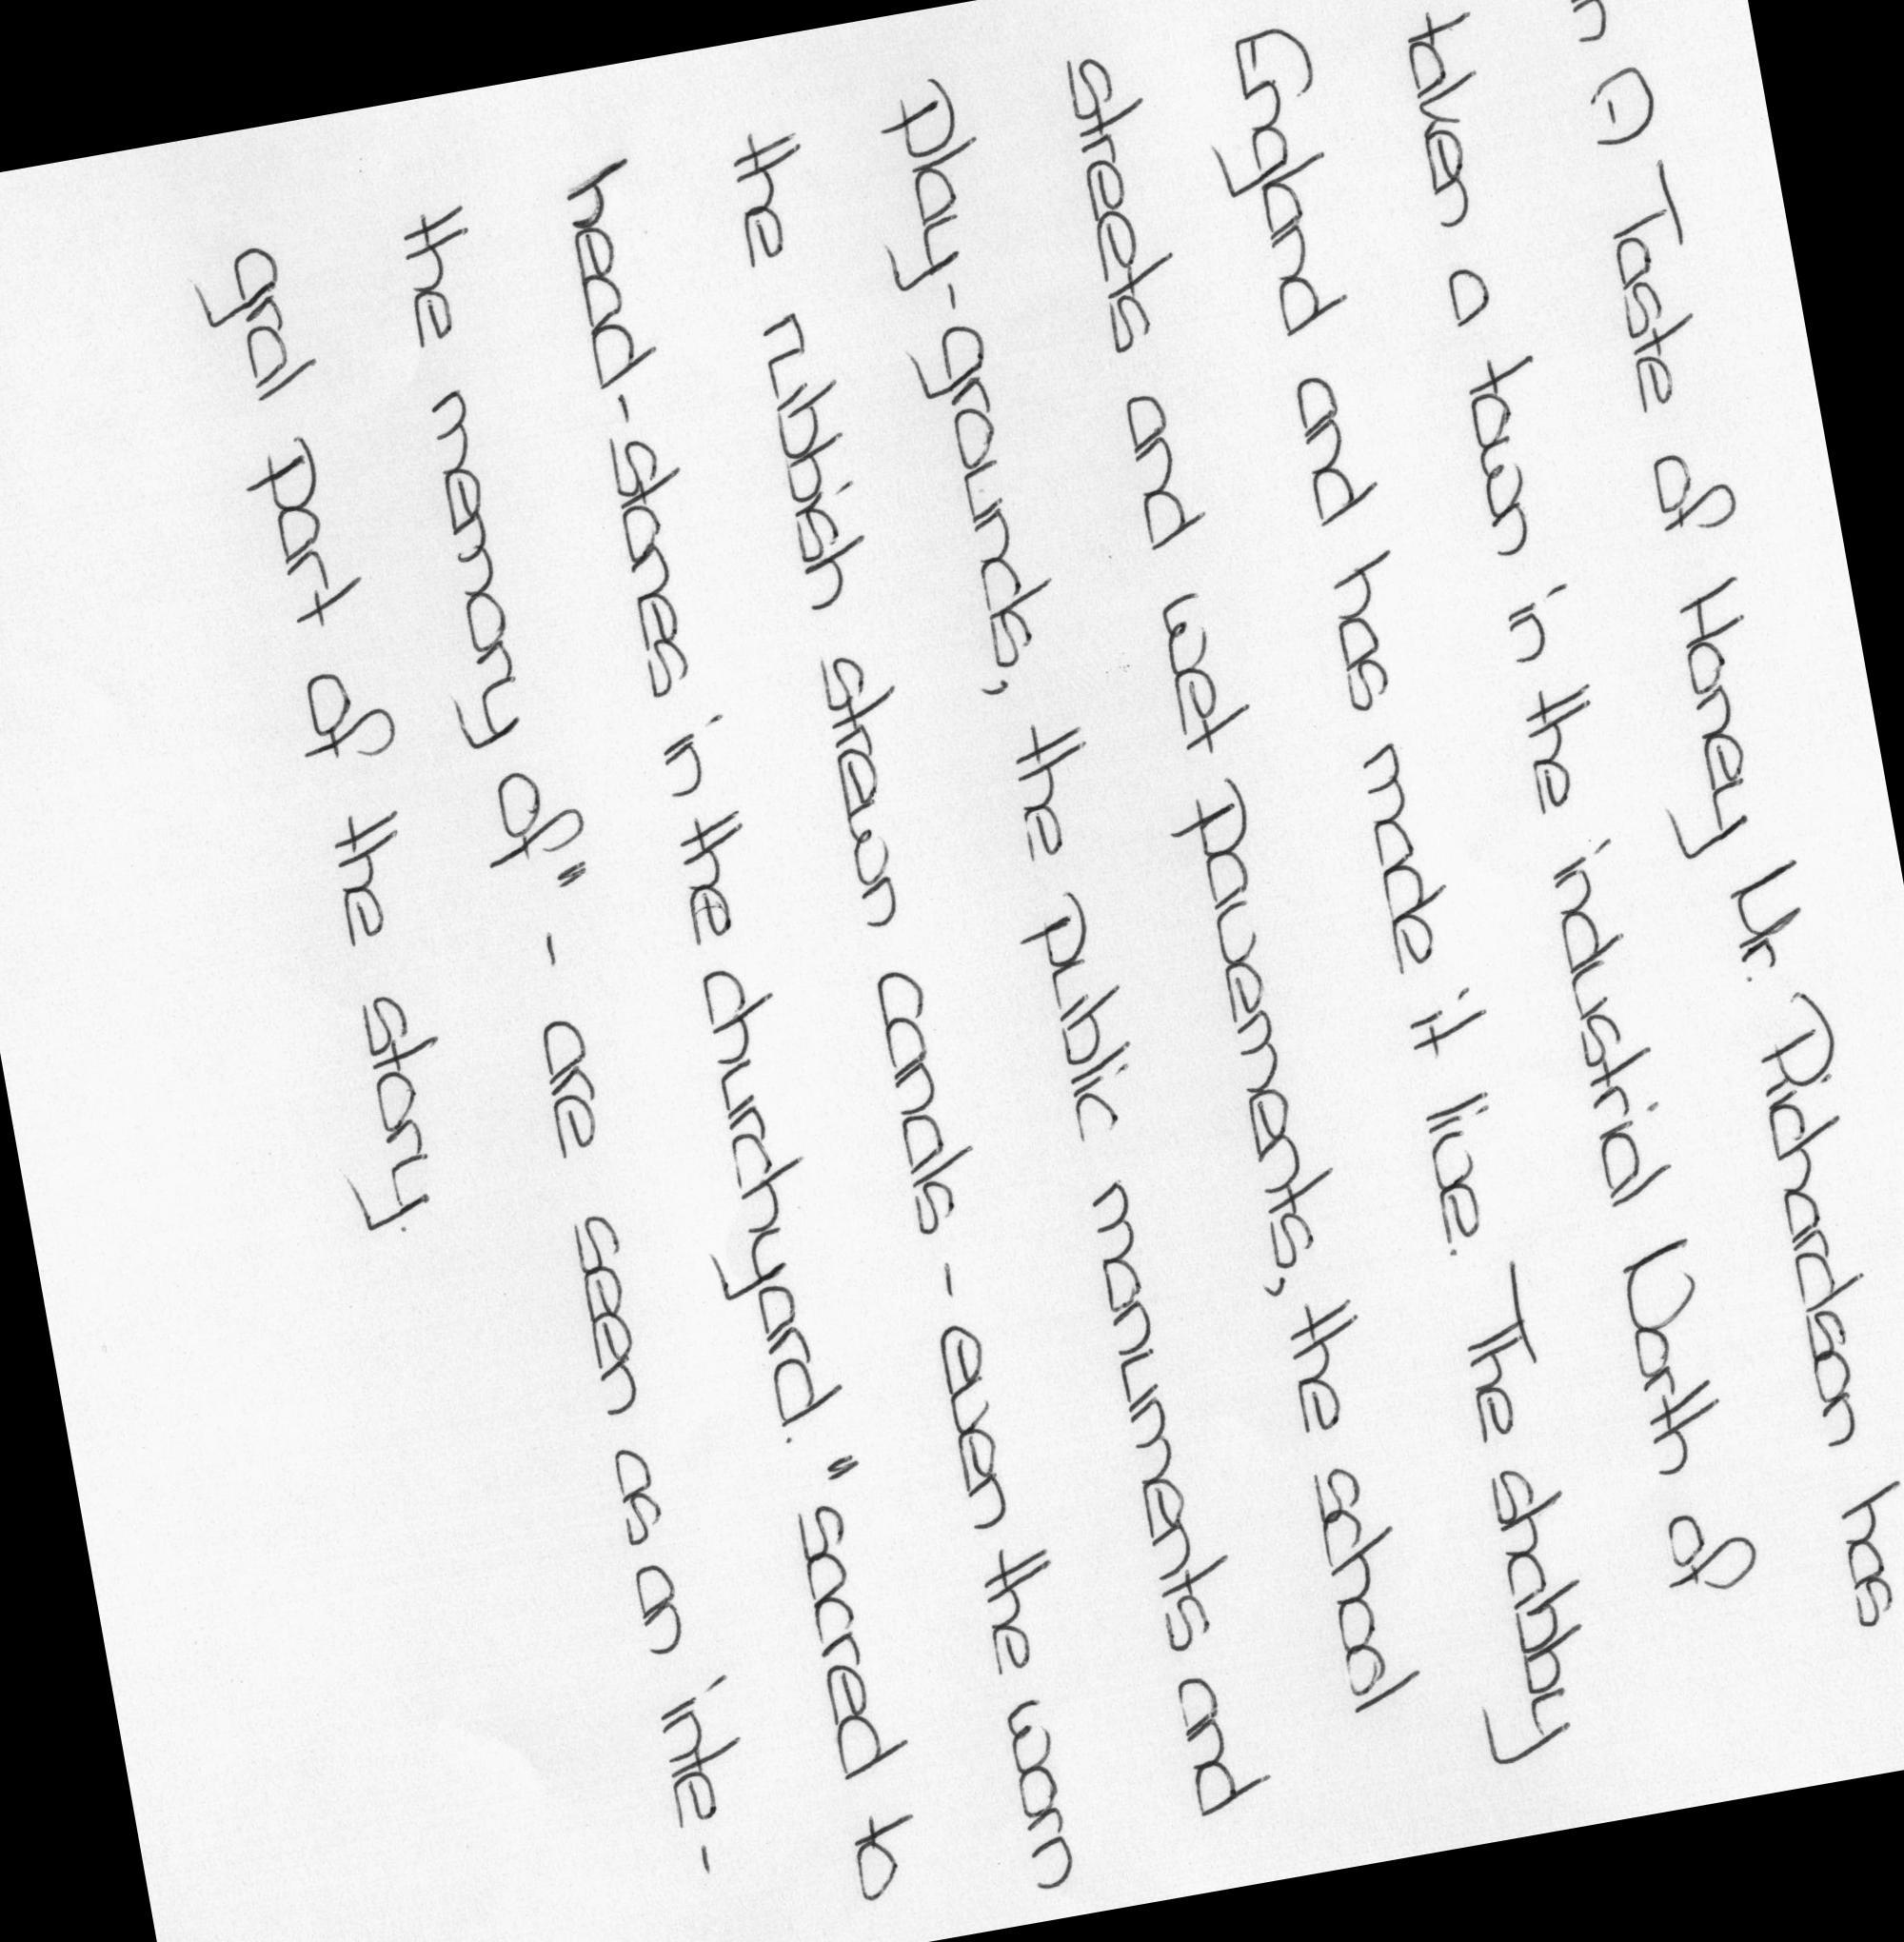 in A Taste of Honey Mr. Richardson has
taken a town in the industrial North of
England and has made it live. The shabby
streets and wet pavements, the school
play-grounds, the public monuments and
the rubbish strewn canals - even the worn
head-stones in the churchyard. "sacred to
the memory of" - are seen as an inte-
gral part of the story.